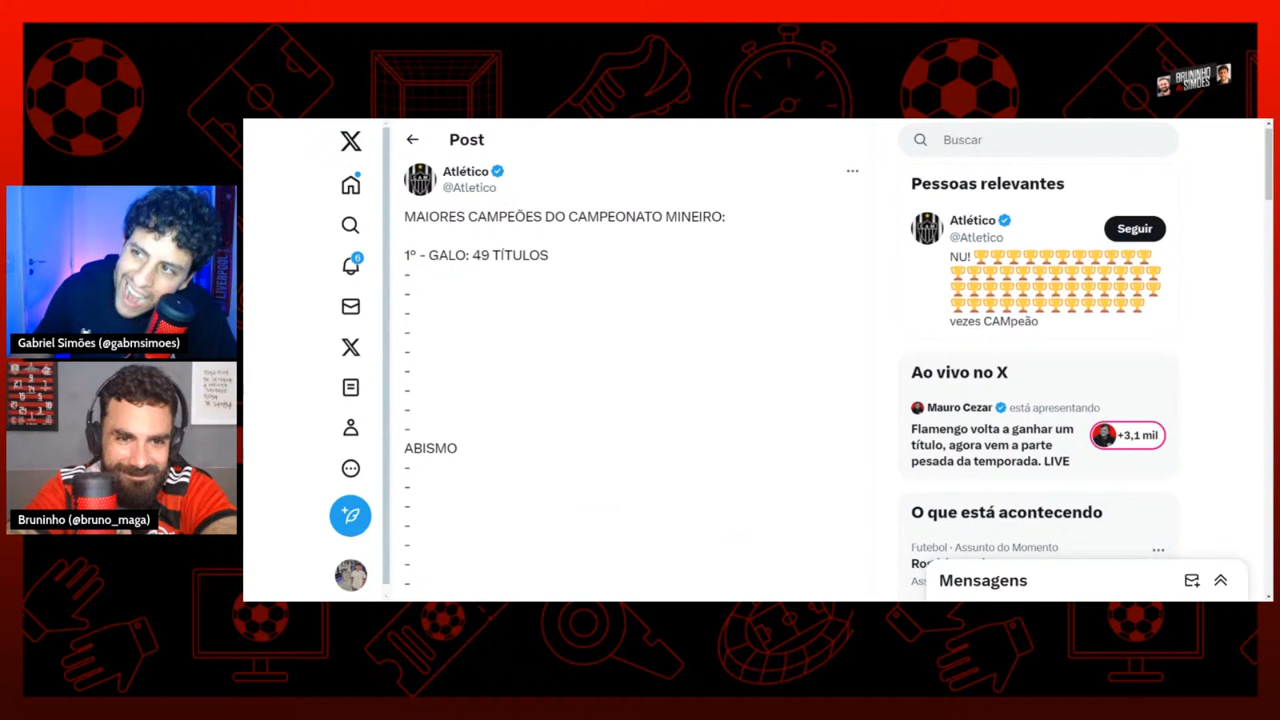 BRUNINHO
SIMÕES
Post
Atlético
@Atletico
MAIORES CAMPEÕES DO CAMPEONATO MINEIRO:
1º - GALO: 49 TÍTULOS
-
-
-
-
-
-
-
-
-
ABISMO
-
-
-
-
-
-
-
6
Buscar
Pessoas relevantes
Atlético
@Atletico
Seguir
NU! 🏆🏆🏆🏆🏆🏆🏆🏆🏆🏆🏆
🏆🏆🏆🏆🏆🏆🏆🏆🏆🏆🏆🏆🏆
🏆🏆🏆🏆🏆🏆🏆🏆🏆🏆🏆🏆🏆
🏆🏆🏆🏆🏆🏆🏆🏆🏆🏆🏆🏆
vezes CAMpeão
Ao vivo no X
Mauro Cezar está apresentando
Flamengo volta a ganhar um
título, agora vem a parte
pesada da temporada. LIVE
+3,1 mil
O que está acontecendo
Futebol · Assunto do Momento
Mensagens
LIVERPOOL
Gabriel Simões (@gabmsimoes)
Bruninho (@bruno_maga)